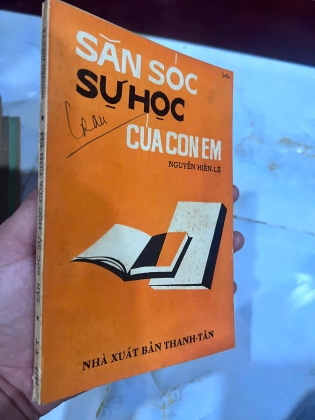 SĂN SÓC
SỰ HỌC
CỦA CON EM
NGUYỄN HIẾN-LÊ
NHÀ XUẤT BẢN THANH-TÂN